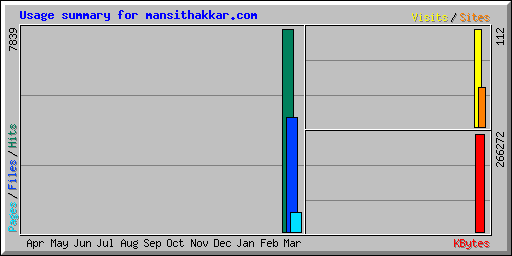 Usage summary for mansithakkar.com
Visits / Sites
7839
112
Pages / Files / Hits
266272
Apr May Jun Jul Aug Sep Oct Nov Dec Jan Feb Mar
KBytes